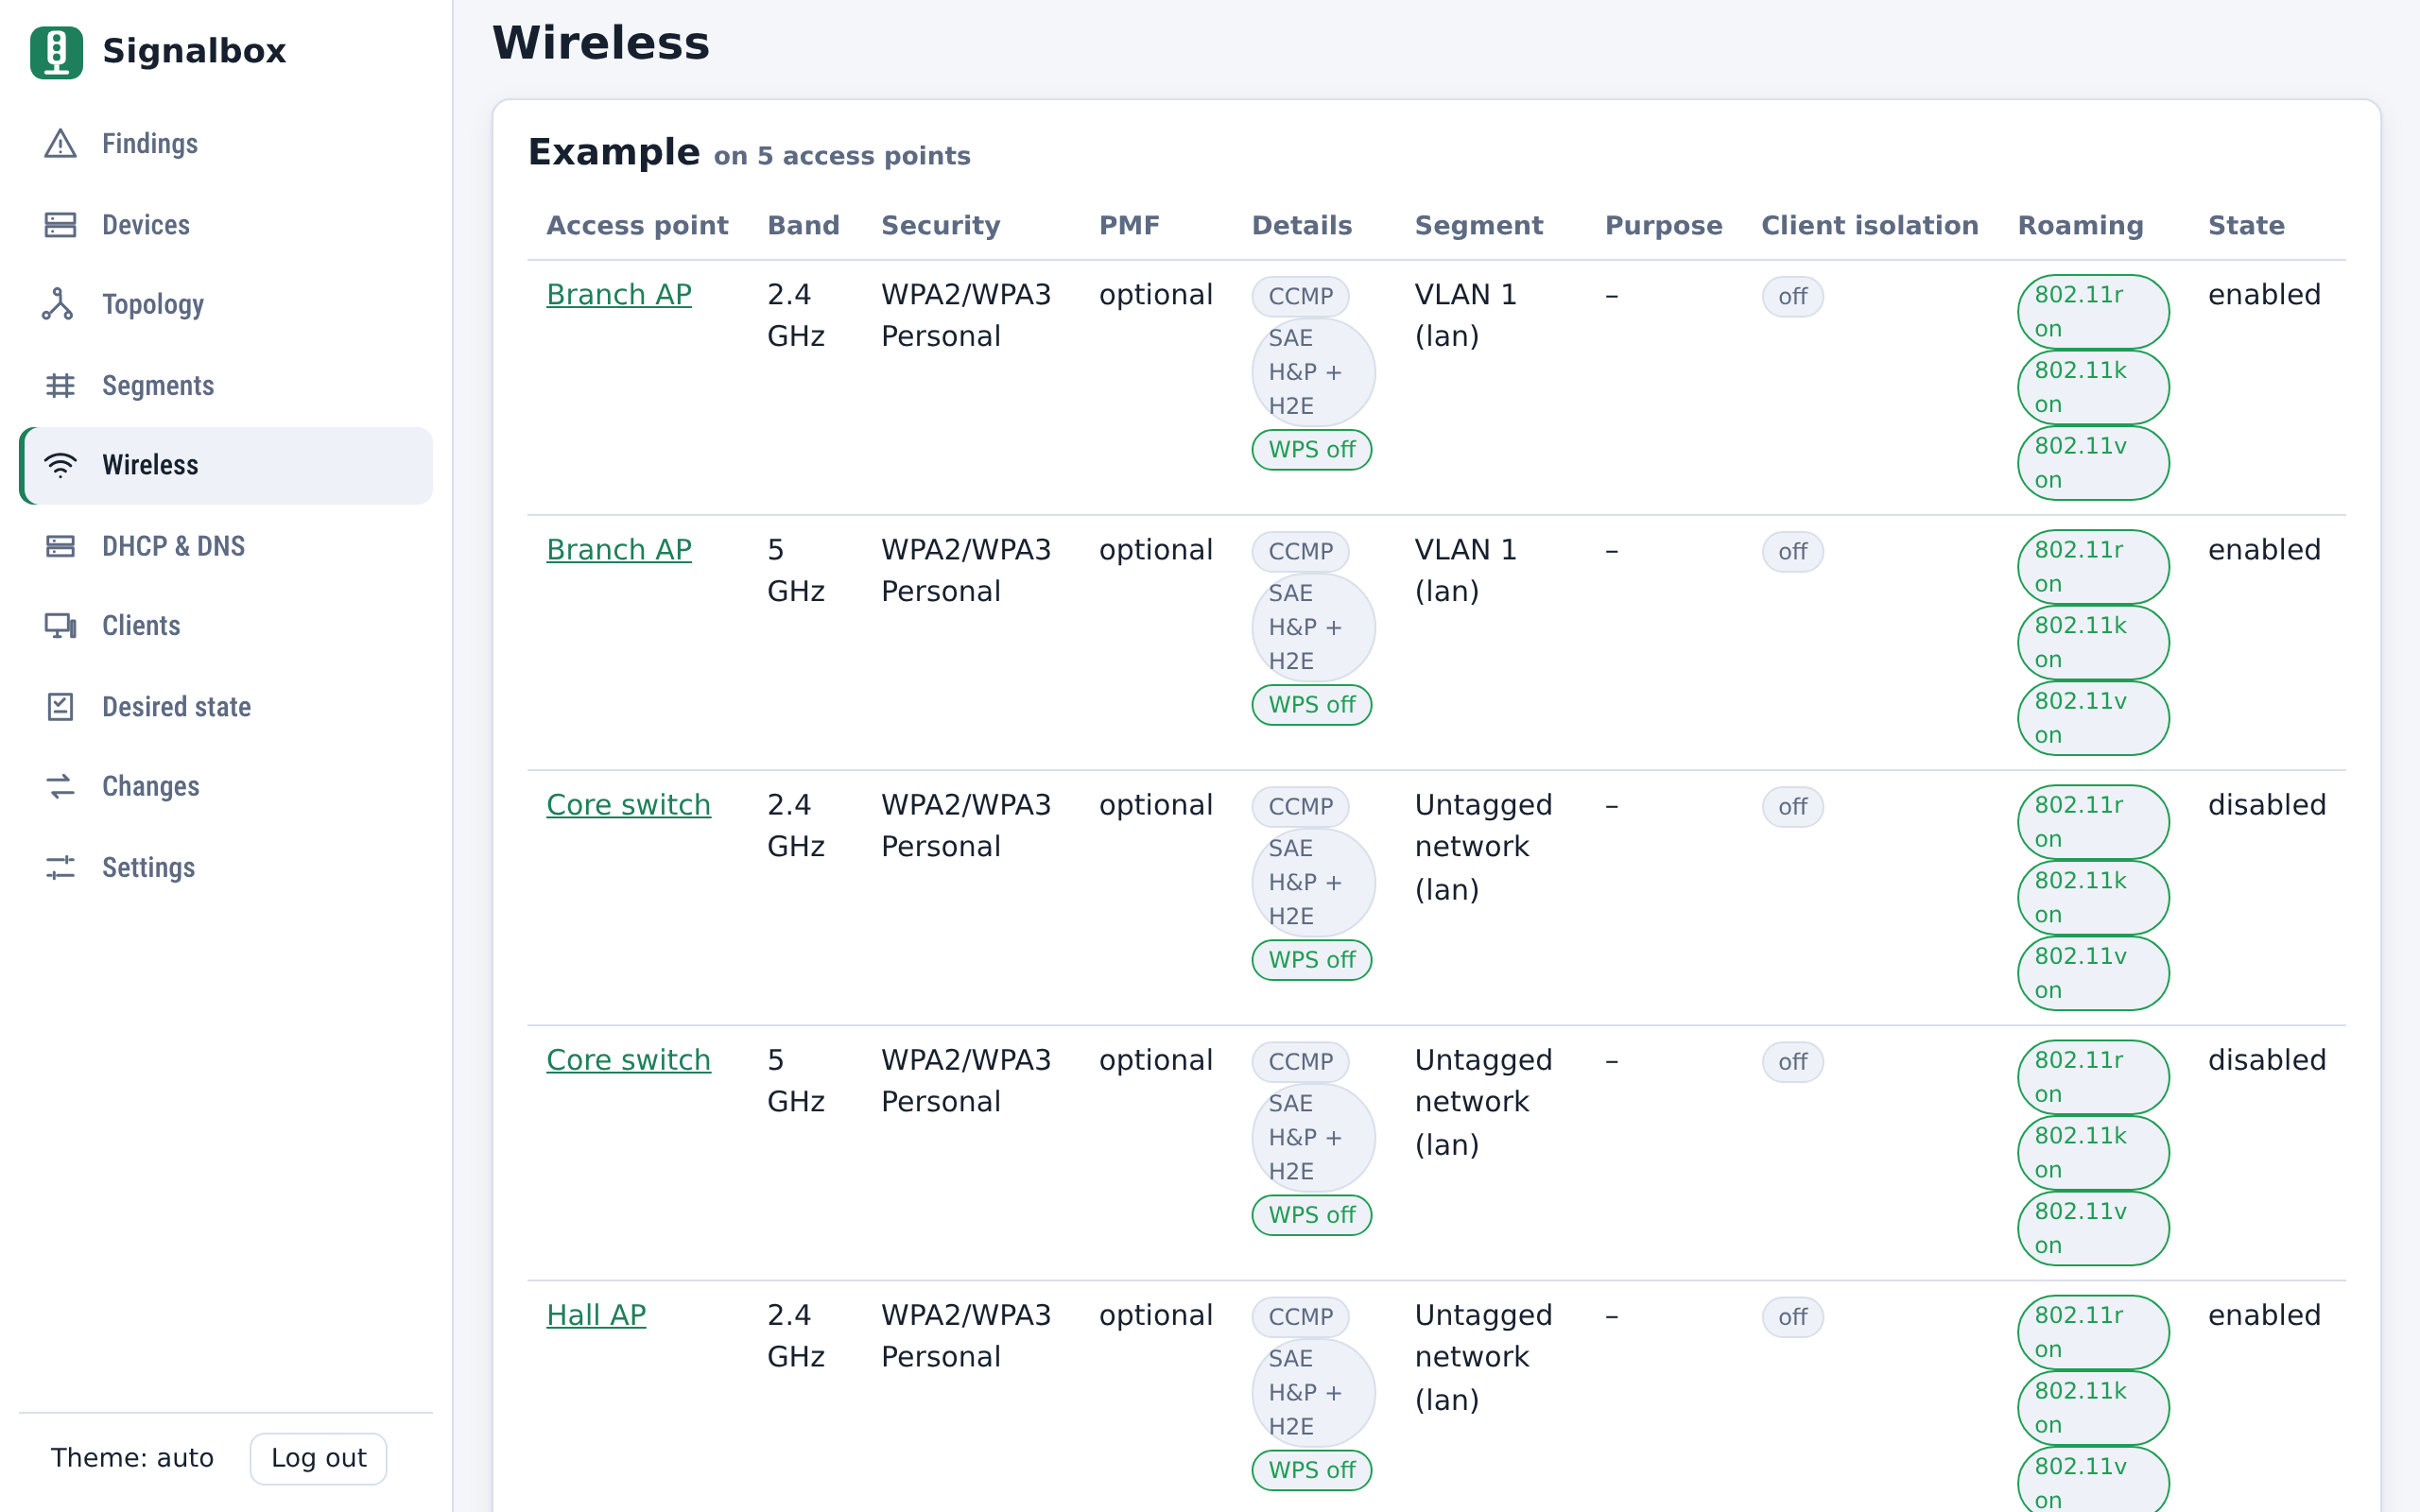 Signalbox
Findings
Devices
Topology
Segments
Wireless
DHCP & DNS
Clients
Desired state
Changes
Settings
Theme: auto
Log out
Wireless
Example on 5 access points
Access point Band Security PMF Details Segment Purpose Client isolation Roaming State
Branch AP 2.4 GHz WPA2/WPA3 Personal optional CCMP SAE H&P + H2E WPS off VLAN 1 (lan) – off 802.11r on 802.11k on 802.11v on enabled
Branch AP 5 GHz WPA2/WPA3 Personal optional CCMP SAE H&P + H2E WPS off VLAN 1 (lan) – off 802.11r on 802.11k on 802.11v on enabled
Core switch 2.4 GHz WPA2/WPA3 Personal optional CCMP SAE H&P + H2E WPS off Untagged network (lan) – off 802.11r on 802.11k on 802.11v on disabled
Core switch 5 GHz WPA2/WPA3 Personal optional CCMP SAE H&P + H2E WPS off Untagged network (lan) – off 802.11r on 802.11k on 802.11v on disabled
Hall AP 2.4 GHz WPA2/WPA3 Personal optional CCMP SAE H&P + H2E WPS off Untagged network (lan) – off 802.11r on 802.11k on 802.11v on enabled